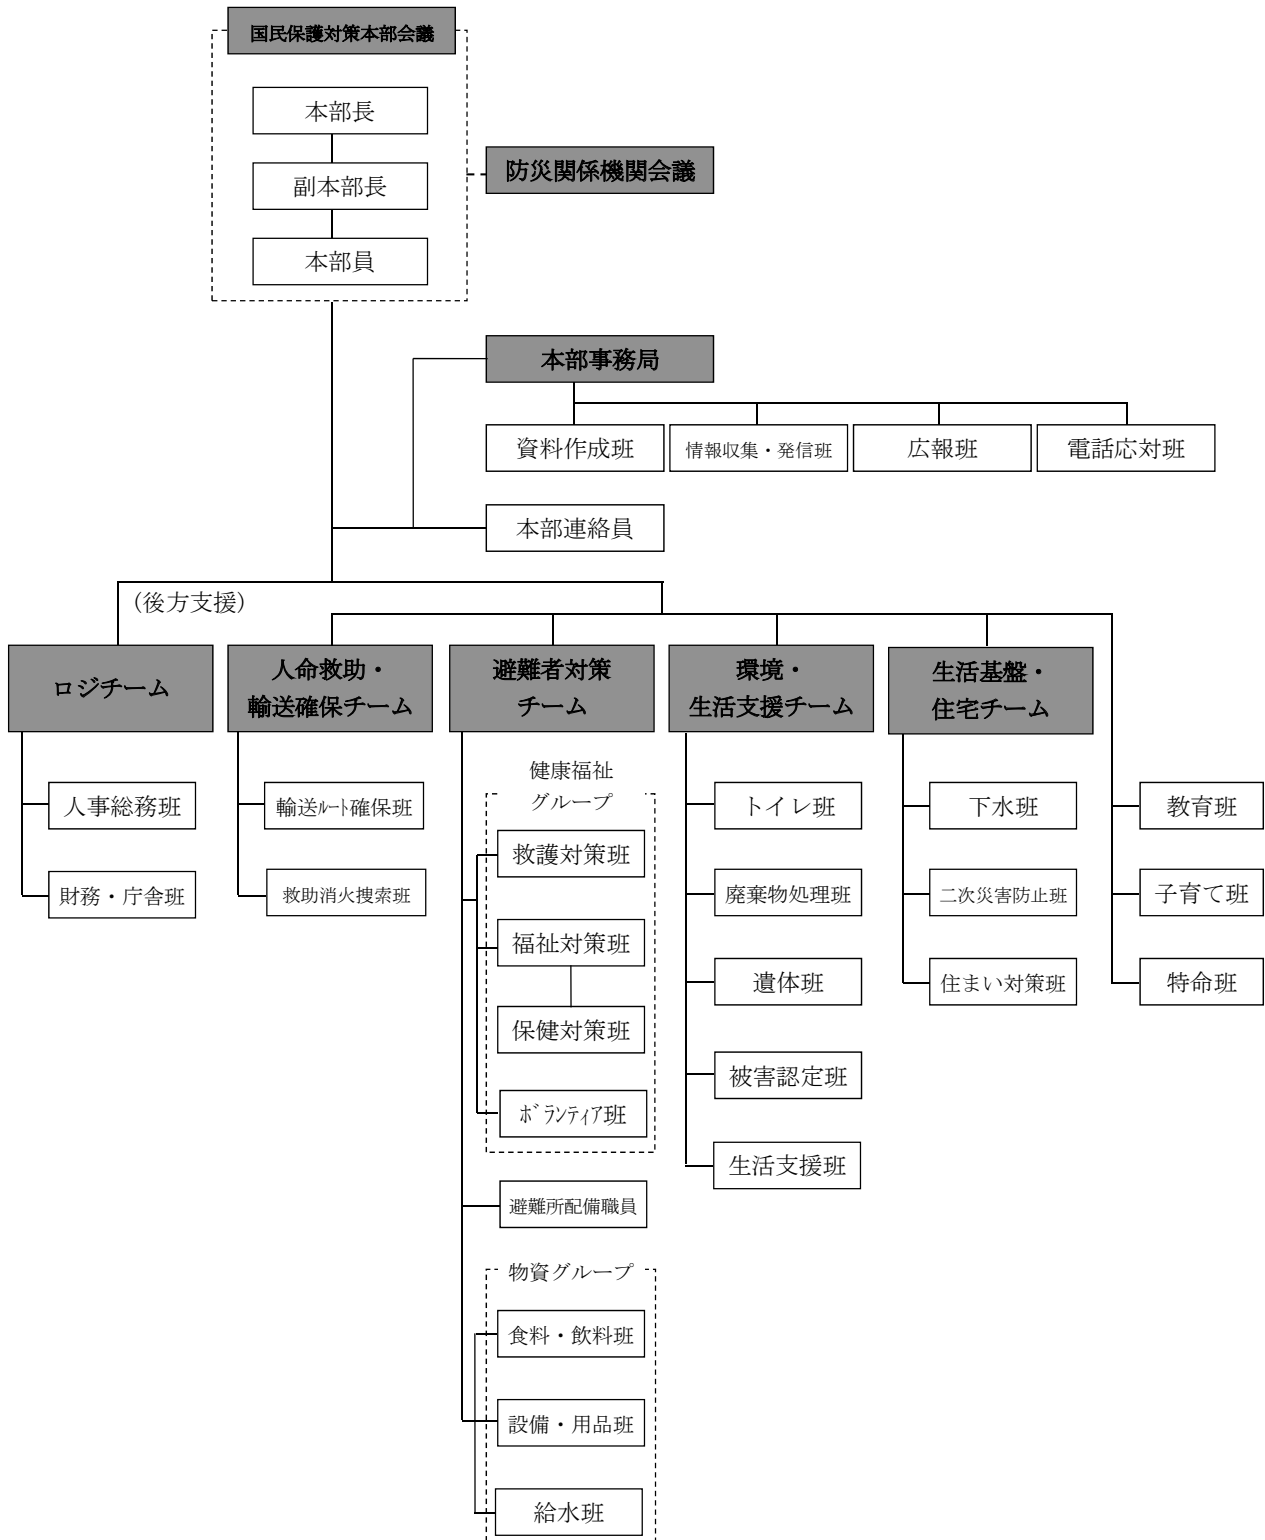 国民保護対策本部会議
本部長
副本部長
本部員
防災関係機関会議
本部事務局
資料作成班
情報収集・発信班
広報班
電話応対班
本部連絡員
(後方支援)
ロジチーム
人事総務班
財務・庁舎班
人命救助・
輸送確保チーム
輸送ﾙｰﾄ確保班
救助消火捜索班
避難者対策
チーム
健康福祉
グループ
救護対策班
福祉対策班
保健対策班
ﾎﾞﾗﾝﾃｨｱ班
避難所配備職員
物資グループ
食料・飲料班
設備・用品班
給水班
環境・
生活支援チーム
トイレ班
廃棄物処理班
遺体班
被害認定班
生活支援班
生活基盤・
住宅チーム
下水班
二次災害防止班
住まい対策班
教育班
子育て班
特命班